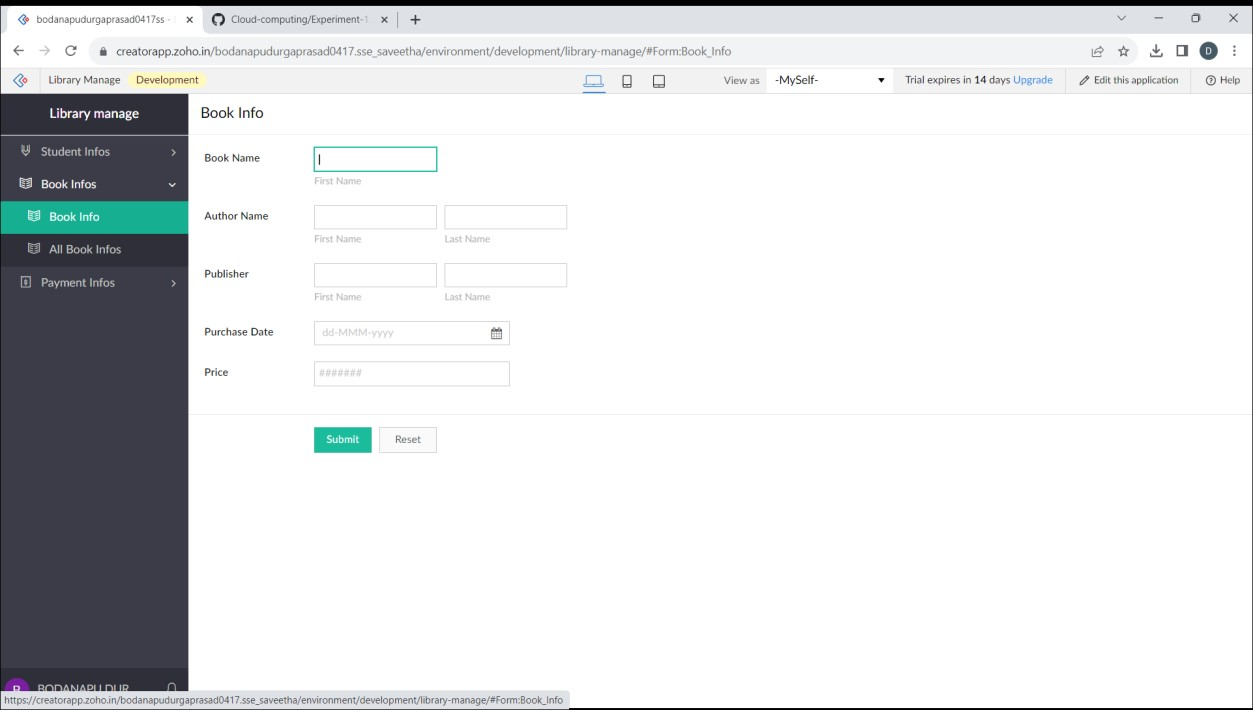 bodanapudurgaprasad0417ss -
Cloud-computing/Experiment-1
creatorapp.zoho.in/bodanapudurgaprasad0417.sse_saveetha/environment/development/library-manage/#Form:Book_Info
D
Library Manage Development View as -MySelf- Trial expires in 14 days Upgrade Edit this application Help
Library manage
Book Info
Student Infos
Book Infos
Book Info
All Book Infos
Payment Infos
Book Name
First Name
Author Name
First Name Last Name
Publisher
First Name Last Name
Purchase Date dd-MMM-yyyy
Price #######
Submit Reset
B BODANAPU DUR
https://creatorapp.zoho.in/bodanapudurgaprasad0417.sse_saveetha/environment/development/library-manage/#Form:Book_Info